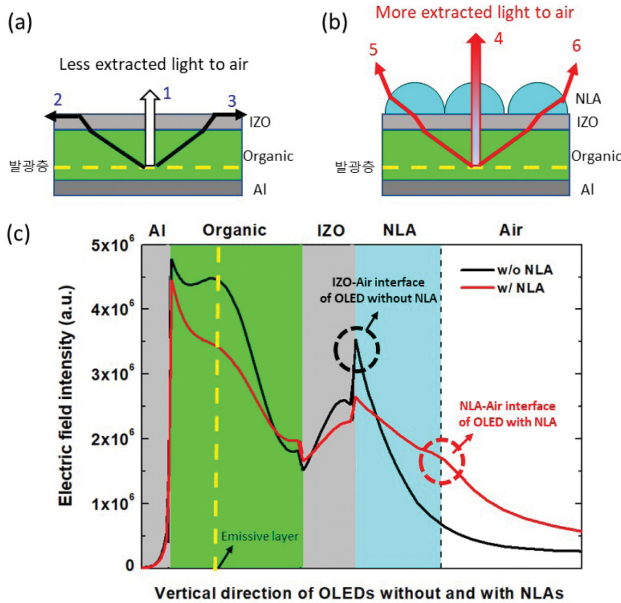 (a)
Less extracted light to air
1
2
3
IZO
Organic
발광층
Al
(b)
More extracted light to air
4
5
6
NLA
IZO
Organic
발광층
Al
(c)
Al
Organic
IZO
NLA
Air
5x10⁶
4x10⁶
3x10⁶
2x10⁶
1x10⁶
0
Electric field intensity (a.u.)
IZO-Air interface
of OLED without NLA
w/o NLA
w/ NLA
NLA-Air interface
of OLED with NLA
Emissive layer
Vertical direction of OLEDs without and with NLAs